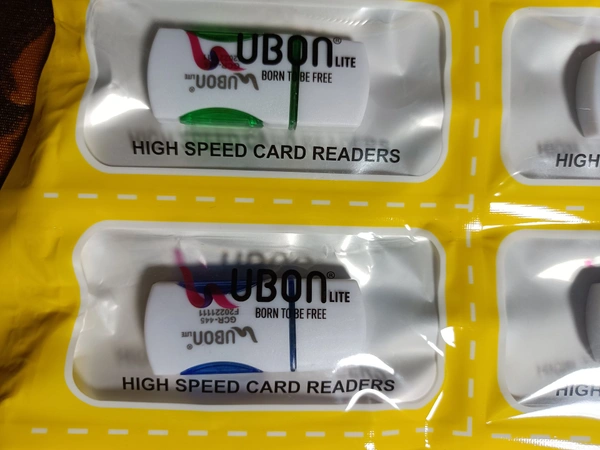 UBON® LITE
BORN TO BE FREE
UBON LITE
HIGH SPEED CARD READERS
HIGH
UBON® LITE
BORN TO BE FREE
GCR-445
F20221111
UBON® LITE
HIGH SPEED CARD READERS
HIGH